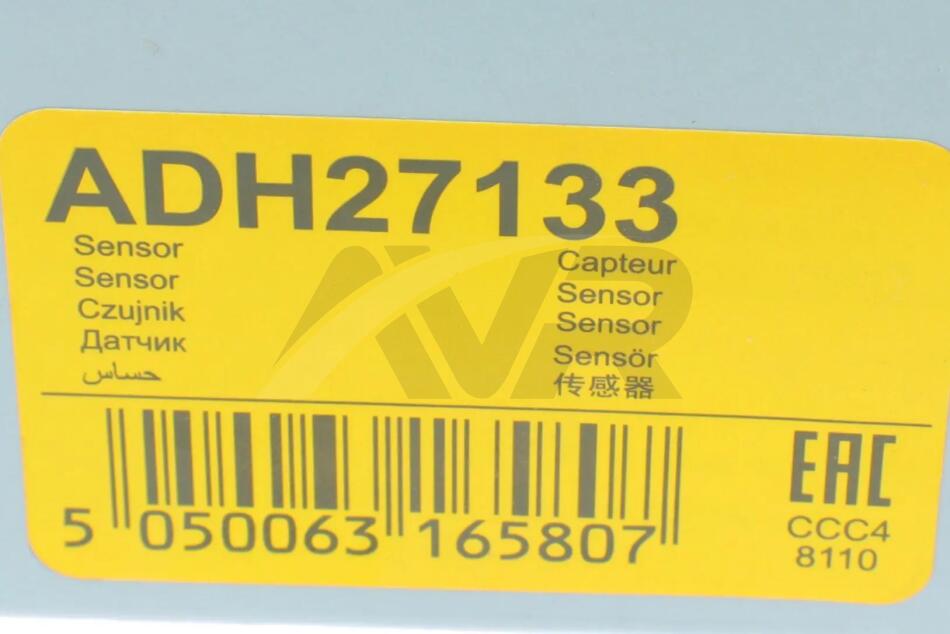 ADH27133
Sensor
Sensor
Czujnik
Датчик
حساس
Capteur
Sensor
Sensor
Sensör
传感器
5 050063 165807
EAC
CCC4
8110
AVR